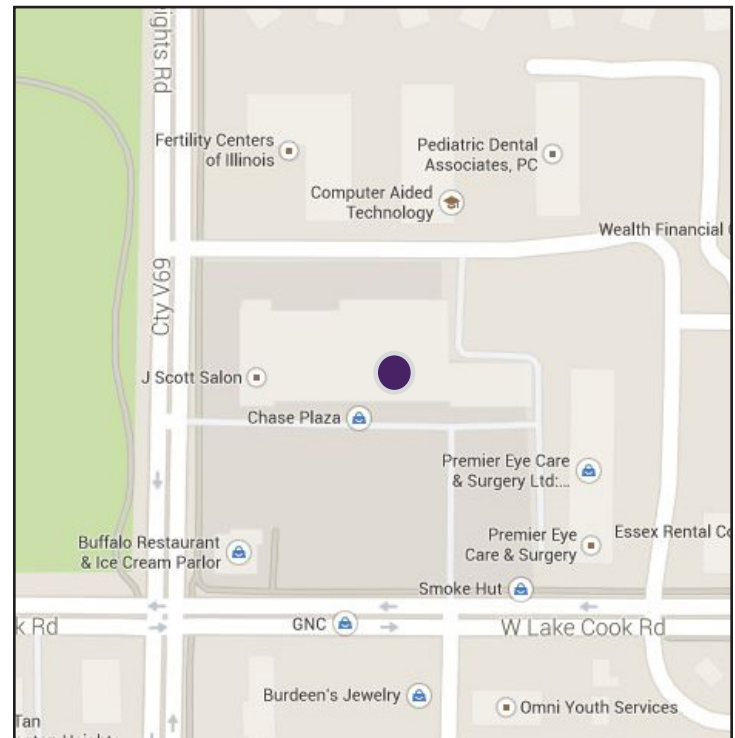 ights Rd
Fertility Centers
of Illinois
Pediatric Dental
Associates, PC
Computer Aided
Technology
Wealth Financial
Cty V69
J Scott Salon
Chase Plaza
Premier Eye Care
& Surgery Ltd:...
Buffalo Restaurant
& Ice Cream Parlor
Premier Eye
Care & Surgery
Essex Rental Co
Smoke Hut
k Rd
GNC
W Lake Cook Rd
Burdeen's Jewelry
Omni Youth Services
Tan